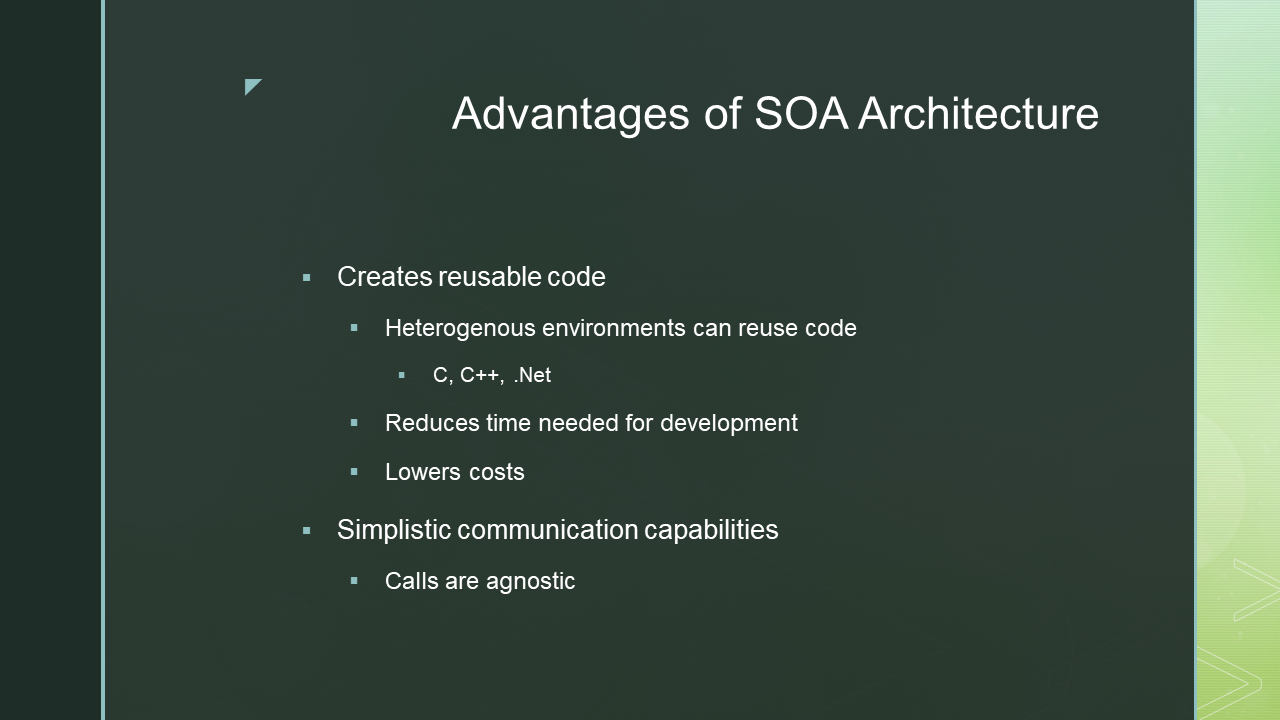 Advantages of SOA Architecture
Creates reusable code
Heterogenous environments can reuse code
C, C++, .Net
Reduces time needed for development
Lowers costs
Simplistic communication capabilities
Calls are agnostic